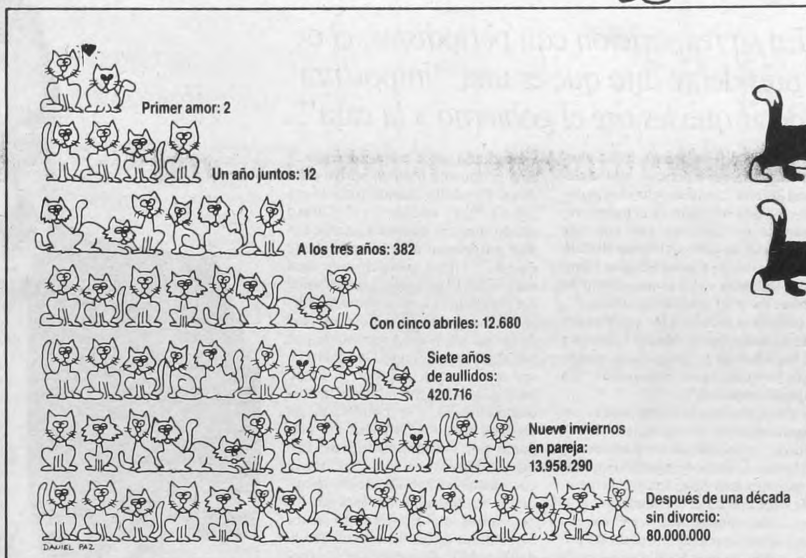 Primer amor: 2
Un año juntos: 12
A los tres años: 382
Con cinco abriles: 12.680
Siete años
de aullidos:
420.716
Nueve inviernos
en pareja:
13.958.290
Después de una década
sin divorcio:
80.000.000
DANIEL PAZ